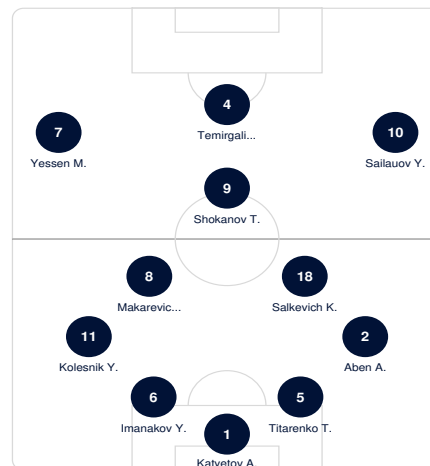 4
Temirgali...
7
Yessen M.
10
Sailauov Y.
9
Shokanov T.
8
Makarevic...
18
Salkevich K.
11
Kolesnik Y.
2
Aben A.
6
Imanakov Y.
5
Titarenko T.
1
Katvetov A.